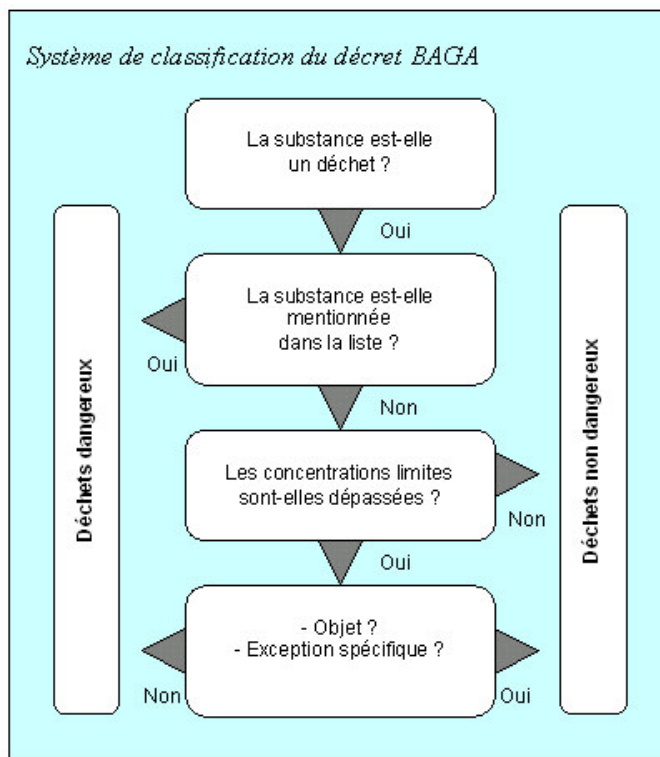 Système de classification du décret BAGA
La substance est-elle
un déchet ?
Oui
La substance est-elle
mentionnée
dans la liste ?
Oui
Non
Les concentrations limites
sont-elles dépassées ?
Non
Oui
- Objet ?
- Exception spécifique ?
Non
Oui
Déchets dangereux
Déchets non dangereux